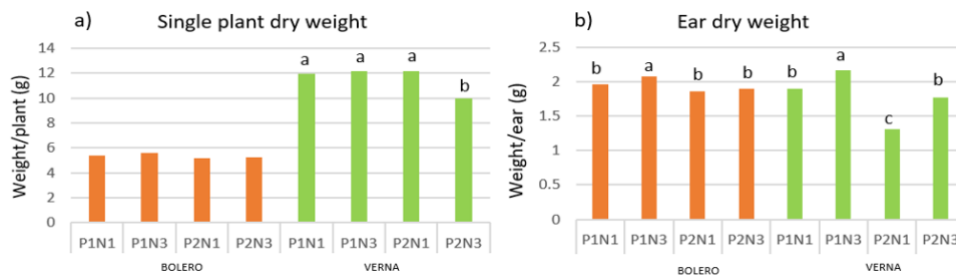 a) Single plant dry weight
Weight/plant (g)
14
12
10
8
6
4
2
0
a a a b
P1N1 P1N3 P2N1 P2N3 P1N1 P1N3 P2N1 P2N3
BOLERO VERNA
b) Ear dry weight
Weight/ear (g)
2.5
2
1.5
1
0.5
0
b a b b b a c b
P1N1 P1N3 P2N1 P2N3 P1N1 P1N3 P2N1 P2N3
BOLERO VERNA